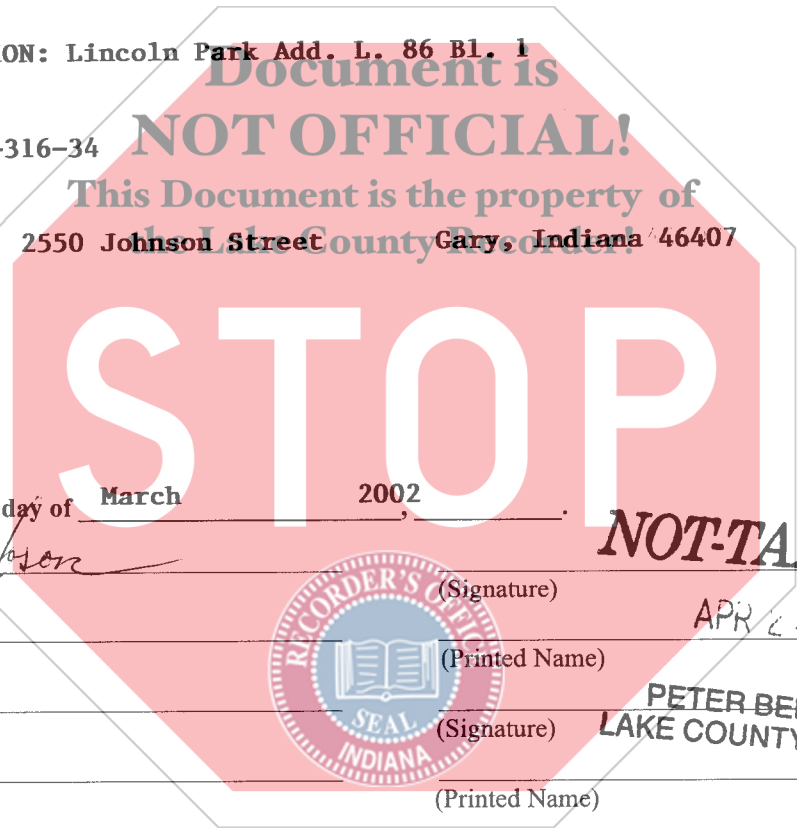 ON: Lincoln Park Add. L. 86 Bl. 1
Document is
-316-34
NOT OFFICIAL!
This Document is the property of
the Lake County Recorder!
2550 Johnson Street Gary, Indiana 46407
STOP
day of March 2002, .
NOT-TA
(Signature)
APR 2
(Printed Name)
PETER BE
(Signature)
LAKE COUNTY
(Printed Name)
RECORDER'S OFFICE
SEAL
INDIANA